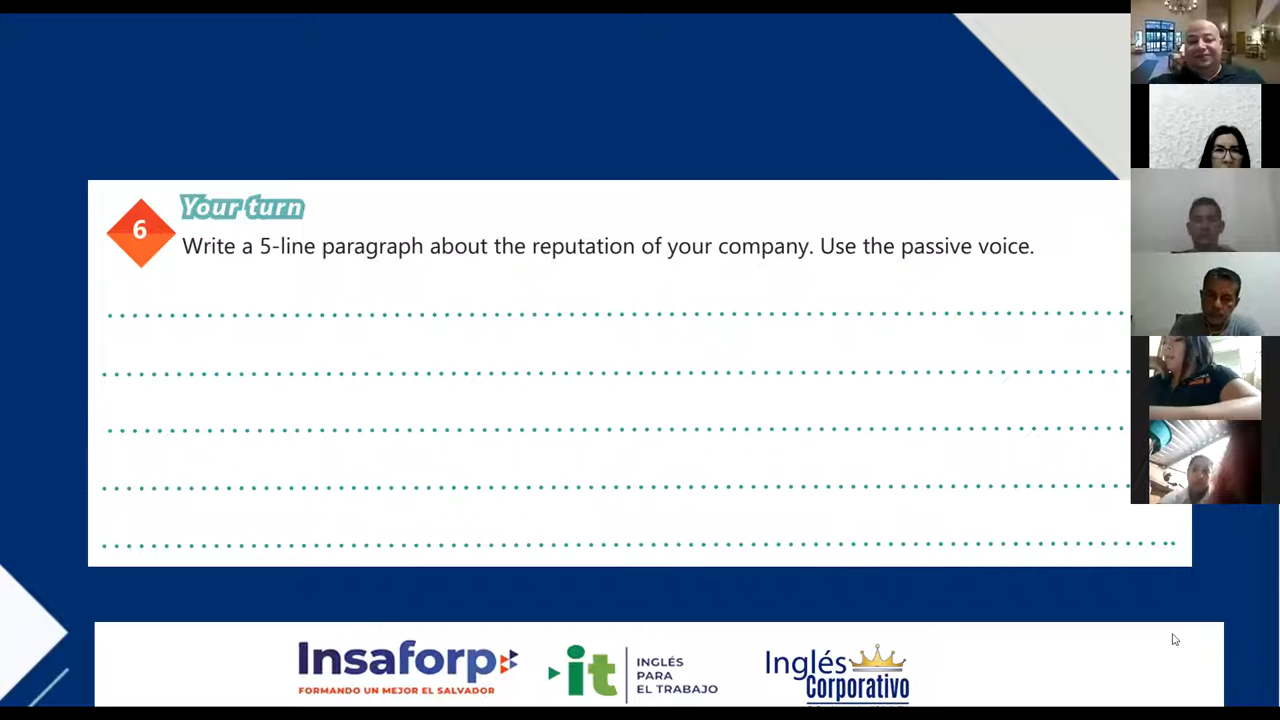 Your turn
6
Write a 5-line paragraph about the reputation of your company. Use the passive voice.
Insaforp
FORMANDO UN MEJOR EL SALVADOR
it
INGLÉS
PARA
EL TRABAJO
Inglés
Corporativo